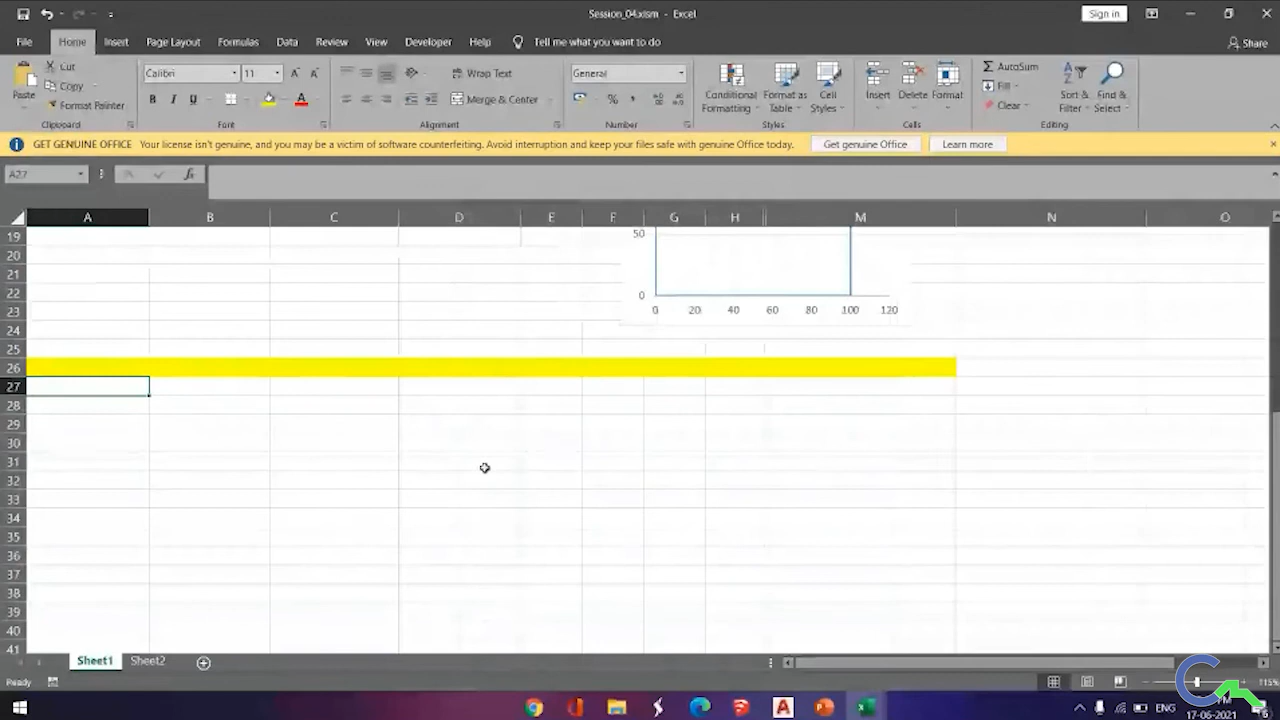 Session_04.xlsm - Excel
Sign in
File Home Insert Page Layout Formulas Data Review View Developer Help Tell me what you want to do
Share
Paste
Cut
Copy
Format Painter
Clipboard
Calibri 11
B I U
Font
Wrap Text
Merge & Center
Alignment
General
Number
Conditional Formatting
Format as Table
Cell Styles
Styles
Insert Delete Format
Cells
AutoSum
Fill
Clear
Sort & Filter
Find & Select
Editing
GET GENUINE OFFICE Your license isn't genuine, and you may be a victim of software counterfeiting. Avoid interruption and keep your files safe with genuine Office today. Get genuine Office Learn more
A27 fx
A B C D E F G H M N O
19
20
21
22
23
24
25
26
27
28
29
30
31
32
33
34
35
36
37
38
39
40
41
50
0
0 20 40 60 80 100 120
Sheet1 Sheet2
Ready
115%
ENG
17-06-2021